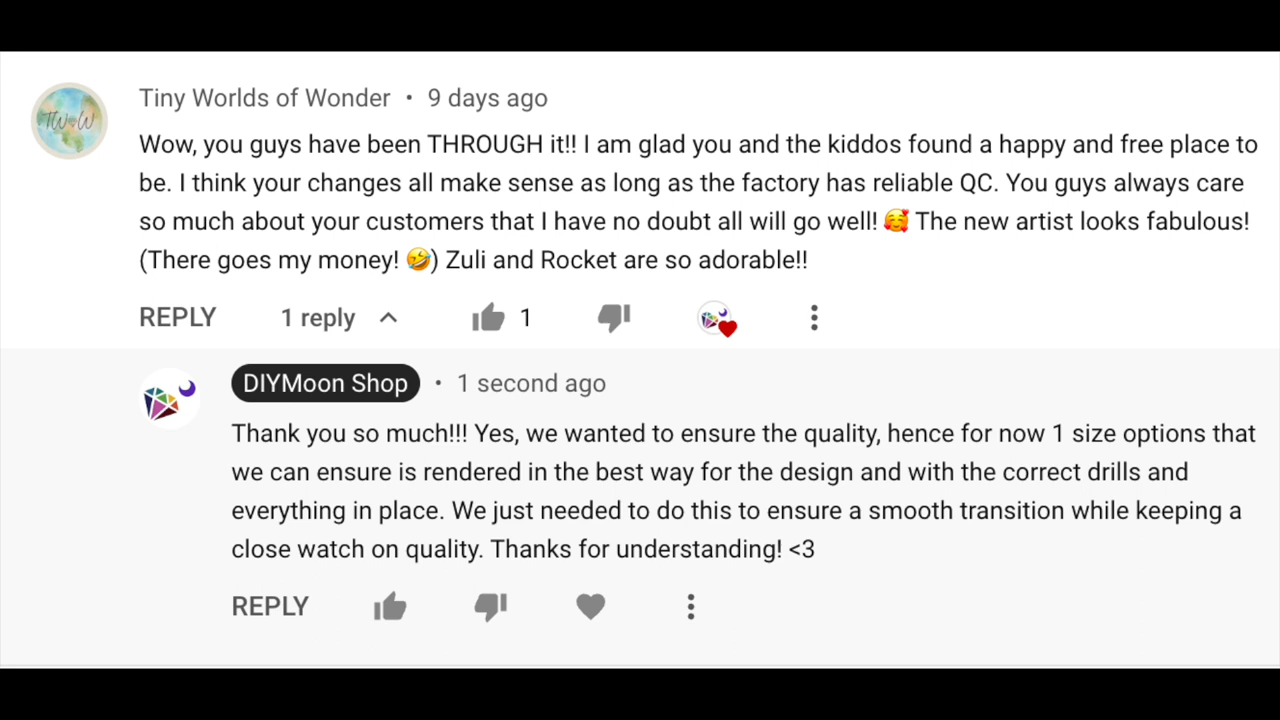 TW♥W
Tiny Worlds of Wonder • 9 days ago
Wow, you guys have been THROUGH it!! I am glad you and the kiddos found a happy and free place to
be. I think your changes all make sense as long as the factory has reliable QC. You guys always care
so much about your customers that I have no doubt all will go well! 🥰 The new artist looks fabulous!
(There goes my money! 🤣) Zuli and Rocket are so adorable!!
REPLY 1 reply 1
DIYMoon Shop • 1 second ago
Thank you so much!!! Yes, we wanted to ensure the quality, hence for now 1 size options that
we can ensure is rendered in the best way for the design and with the correct drills and
everything in place. We just needed to do this to ensure a smooth transition while keeping a
close watch on quality. Thanks for understanding! <3
REPLY